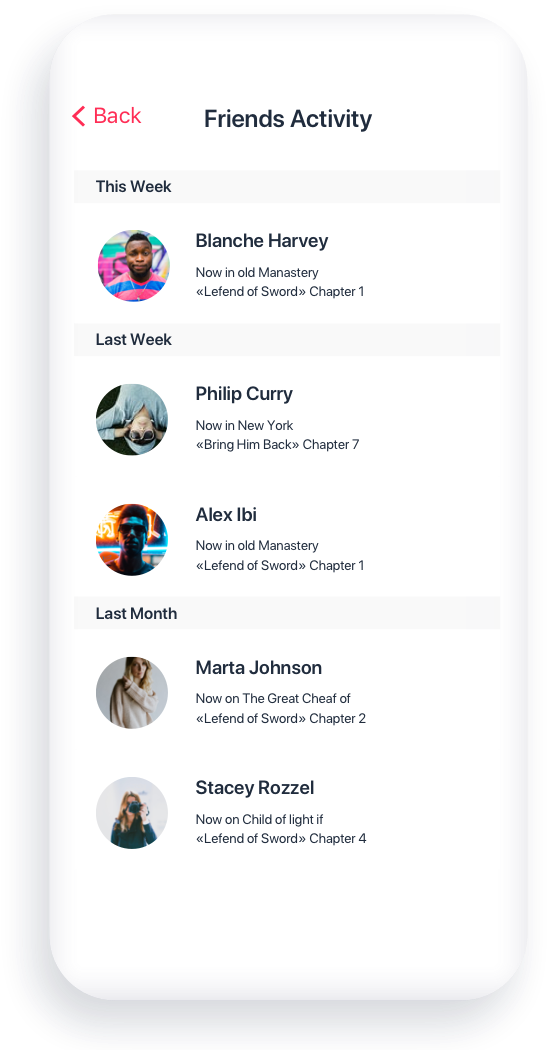 Back
Friends Activity
This Week
Blanche Harvey
Now in old Manastery
«Lefend of Sword» Chapter 1
Last Week
Philip Curry
Now in New York
«Bring Him Back» Chapter 7
Alex Ibi
Now in old Manastery
«Lefend of Sword» Chapter 1
Last Month
Marta Johnson
Now on The Great Cheaf of
«Lefend of Sword» Chapter 2
Stacey Rozzel
Now on Child of light if
«Lefend of Sword» Chapter 4